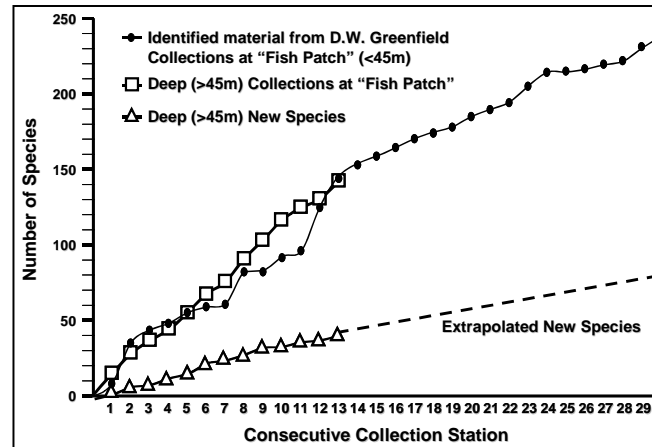 250
200
150
100
50
0
Number of Species
Identified material from D.W. Greenfield
Collections at “Fish Patch” (<45m)
Deep (>45m) Collections at “Fish Patch”
Deep (>45m) New Species
Extrapolated New Species
1 2 3 4 5 6 7 8 9 10 11 12 13 14 15 16 17 18 19 20 21 22 23 24 25 26 27 28 29
Consecutive Collection Station